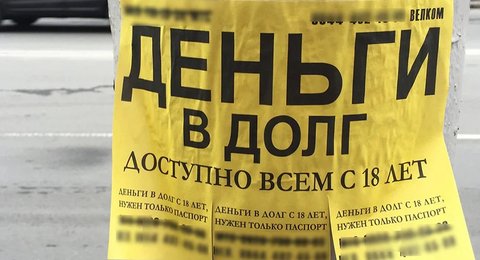 ВЕЛКОМ
ДЕНЬГИ
В ДОЛГ
ДОСТУПНО ВСЕМ С 18 ЛЕТ
ДЕНЬГИ В ДОЛГ С 18 ЛЕТ,
НУЖЕН ТОЛЬКО ПАСПОРТ
ДЕНЬГИ В ДОЛГ С 18 ЛЕТ,
НУЖЕН ТОЛЬКО ПАСПОРТ
ДЕНЬГИ В ДОЛГ С 18 ЛЕТ,
НУЖЕН ТОЛЬКО ПАСПОРТ